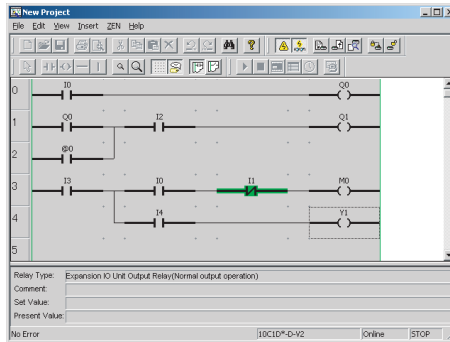 New Project
File Edit View Insert ZEN Help
0 I0 Q0
1 Q0 I2 Q1
2 @0
3 I3 I0 I1 M0
4 I4 Y1
5
Relay Type: Expansion IO Unit Output Relay(Normal output operation)
Comment:
Set Value:
Present Value:
No Error 10C1D*-D-V2 Online STOP